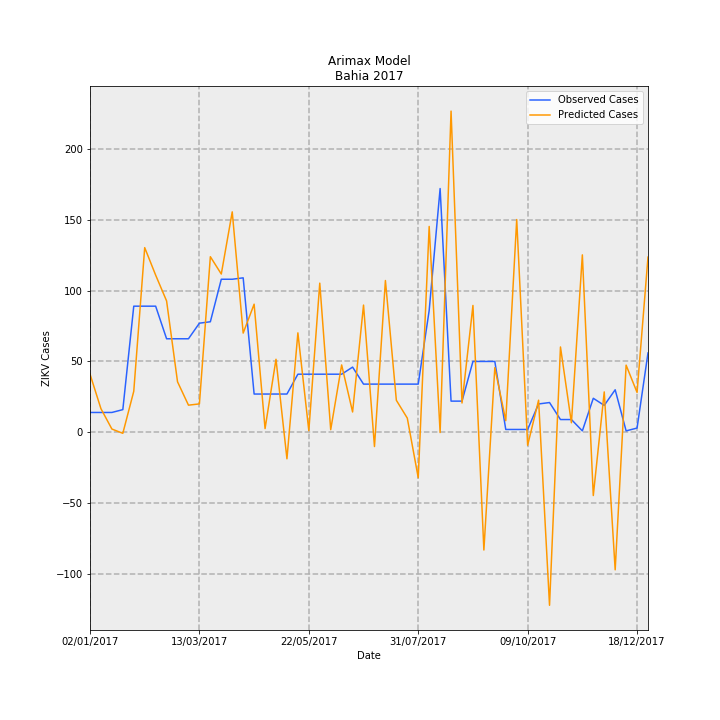 Arimax Model
Bahia 2017
Observed Cases
Predicted Cases
200
150
100
50
0
−50
−100
ZIKV Cases
02/01/2017 13/03/2017 22/05/2017 31/07/2017 09/10/2017 18/12/2017
Date